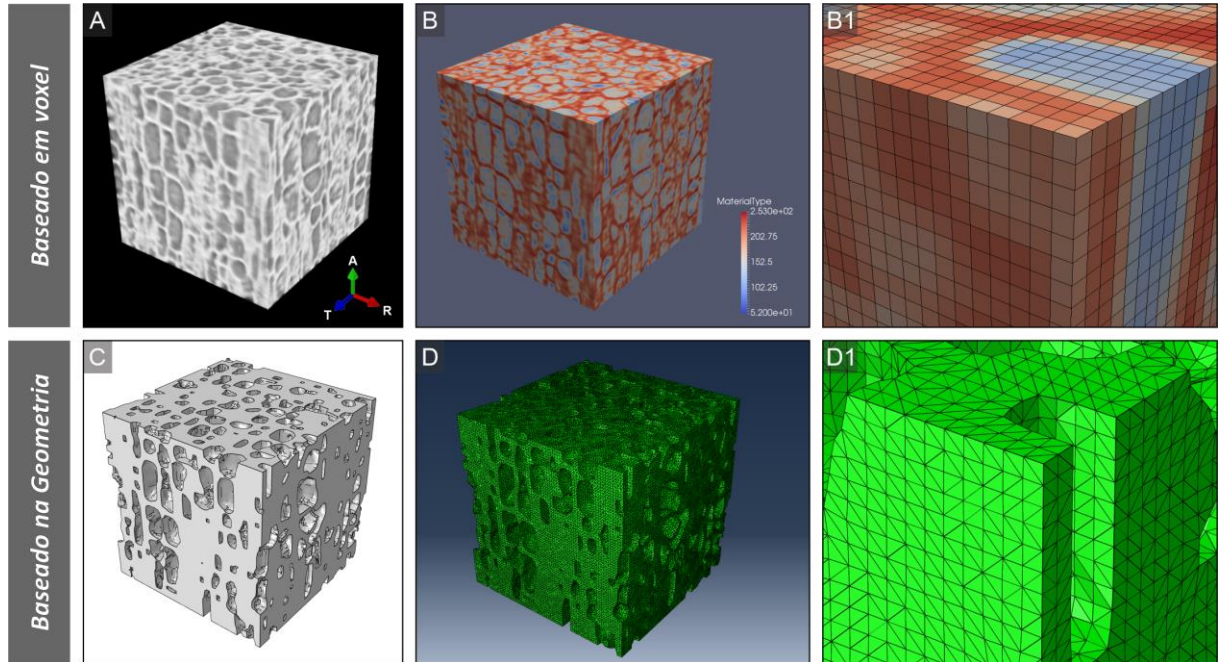 Baseado em voxel
A
A
T
R
B
MaterialType
2.530e+02
202.75
152.5
102.25
5.200e+01
B1
Baseado na Geometria
C
D
D1